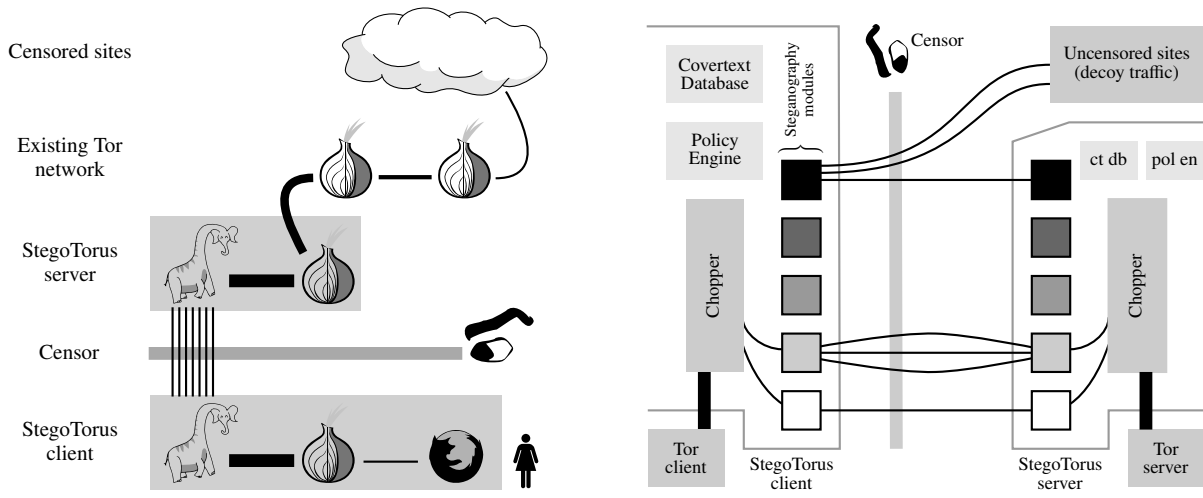 Censored sites
Existing Tor
network
StegoTorus
server
Censor
StegoTorus
client
Covertext
Database
Policy
Engine
Steganography
modules
Censor
Uncensored sites
(decoy traffic)
ct db
pol en
Chopper
Chopper
Tor
client
StegoTorus
client
StegoTorus
server
Tor
server